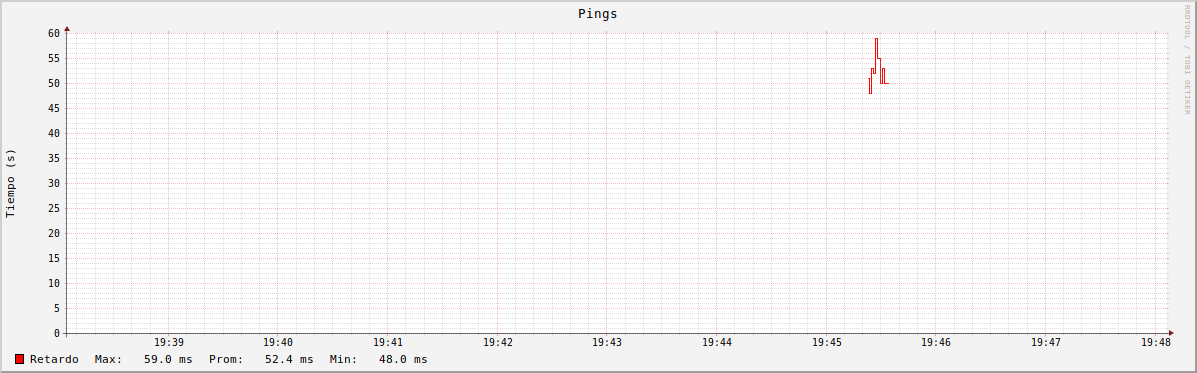 Pings
RRDTOOL / TOBI OETIKER
Tiempo (s)
60
55
50
45
40
35
30
25
20
15
10
5
0
19:39 19:40 19:41 19:42 19:43 19:44 19:45 19:46 19:47 19:48
Retardo Max: 59.0 ms Prom: 52.4 ms Min: 48.0 ms